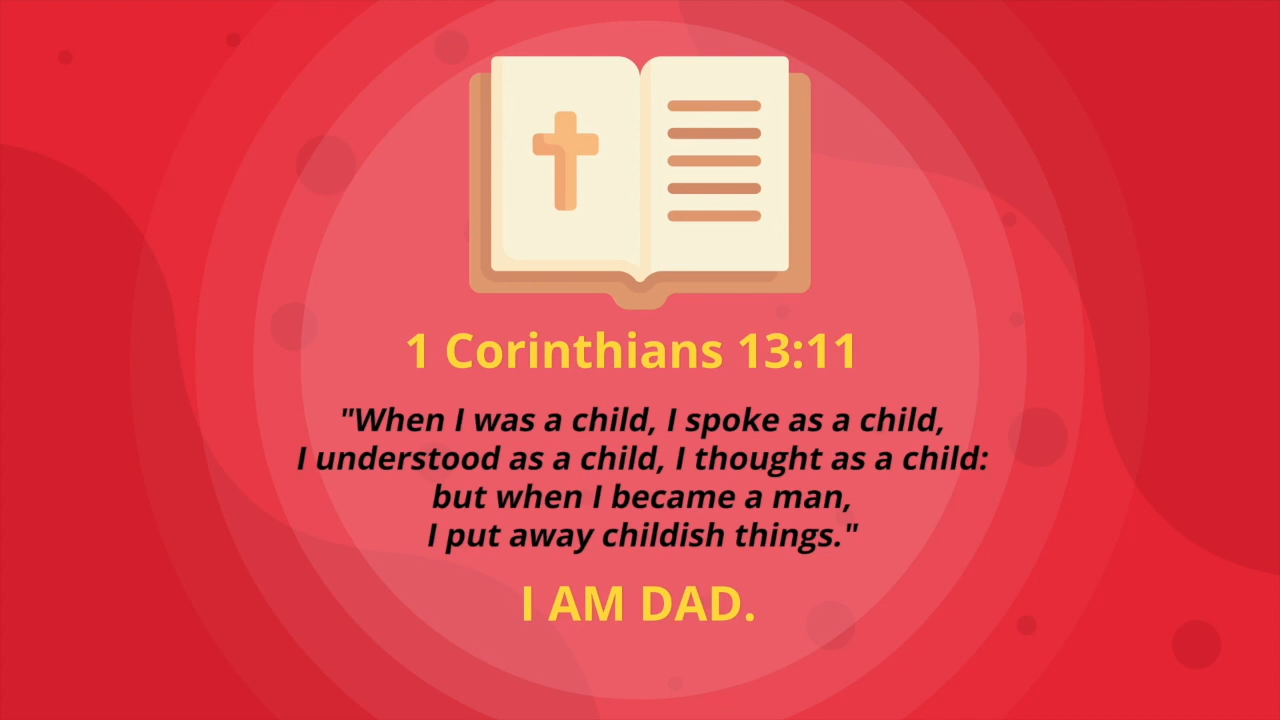 1 Corinthians 13:11
"When I was a child, I spoke as a child,
I understood as a child, I thought as a child:
but when I became a man,
I put away childish things."
I AM DAD.